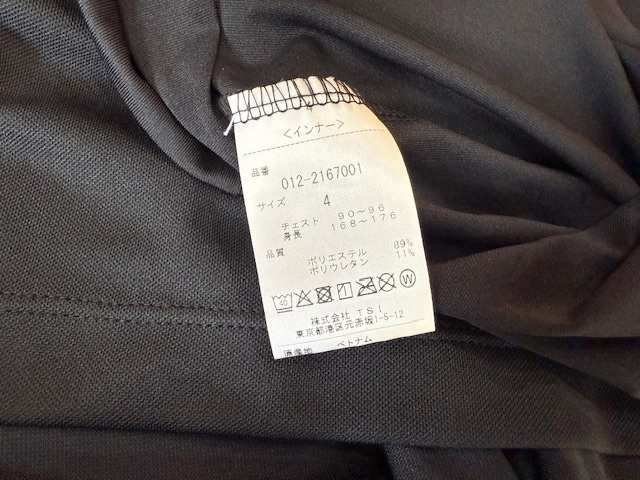 <インナー>
品番
012-2167001
サイズ 4
チェスト 90～96
身長 168～176
品質
ポリエステル 89%
ポリウレタン 11%
40
W
株式会社 TSI
東京都港区元赤坂1-5-12
原産地 ベトナム